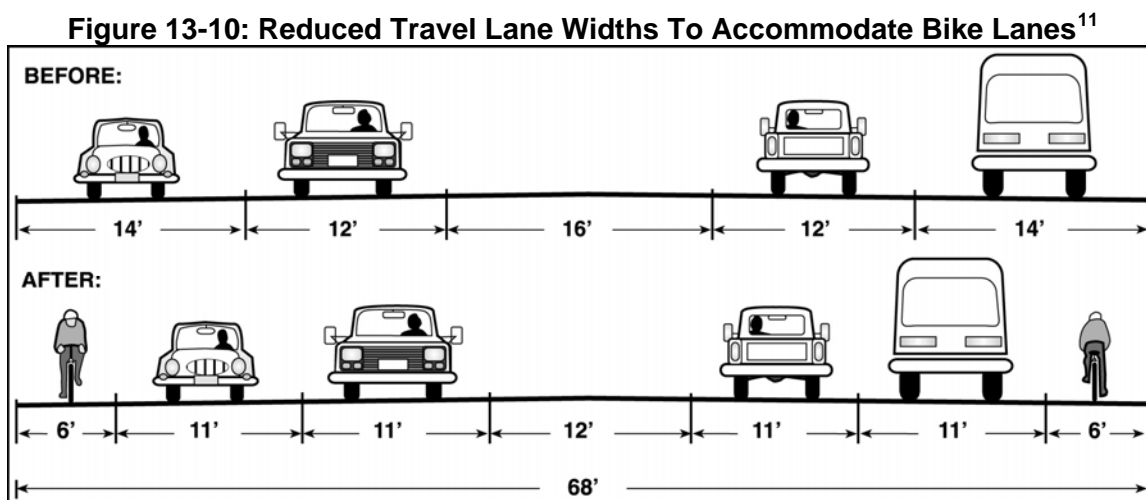 Figure 13-10: Reduced Travel Lane Widths To Accommodate Bike Lanes11
BEFORE:
14' 12' 16' 12' 14'
AFTER:
6' 11' 11' 12' 11' 11' 6'
68'